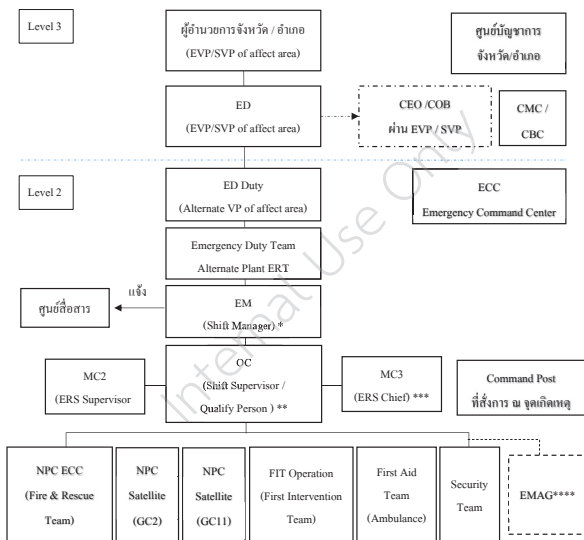 Level 3
ผู้อำนวยการจังหวัด / อำเภอ
(EVP/SVP of affect area)
ศูนย์บัญชาการ
จังหวัด/อำเภอ
ED
(EVP/SVP of affect area)
CEO /COB
ผ่าน EVP / SVP
CMC /
CBC
Level 2
ED Duty
(Alternate VP of affect area)
ECC
Emergency Command Center
Emergency Duty Team
Alternate Plant ERT
ศูนย์สื่อสาร
แจ้ง
EM
(Shift Manager) *
MC2
(ERS Supervisor
OC
(Shift Supervisor /
Qualify Person ) **
MC3
(ERS Chief) ***
Command Post
ที่สั่งการ ณ จุดเกิดเหตุ
NPC ECC
(Fire & Rescue
Team)
NPC
Satellite
(GC2)
NPC
Satellite
(GC11)
FIT Operation
(First Intervention
Team)
First Aid
Team
(Ambulance)
Security
Team
EMAG****
Internal Use Only